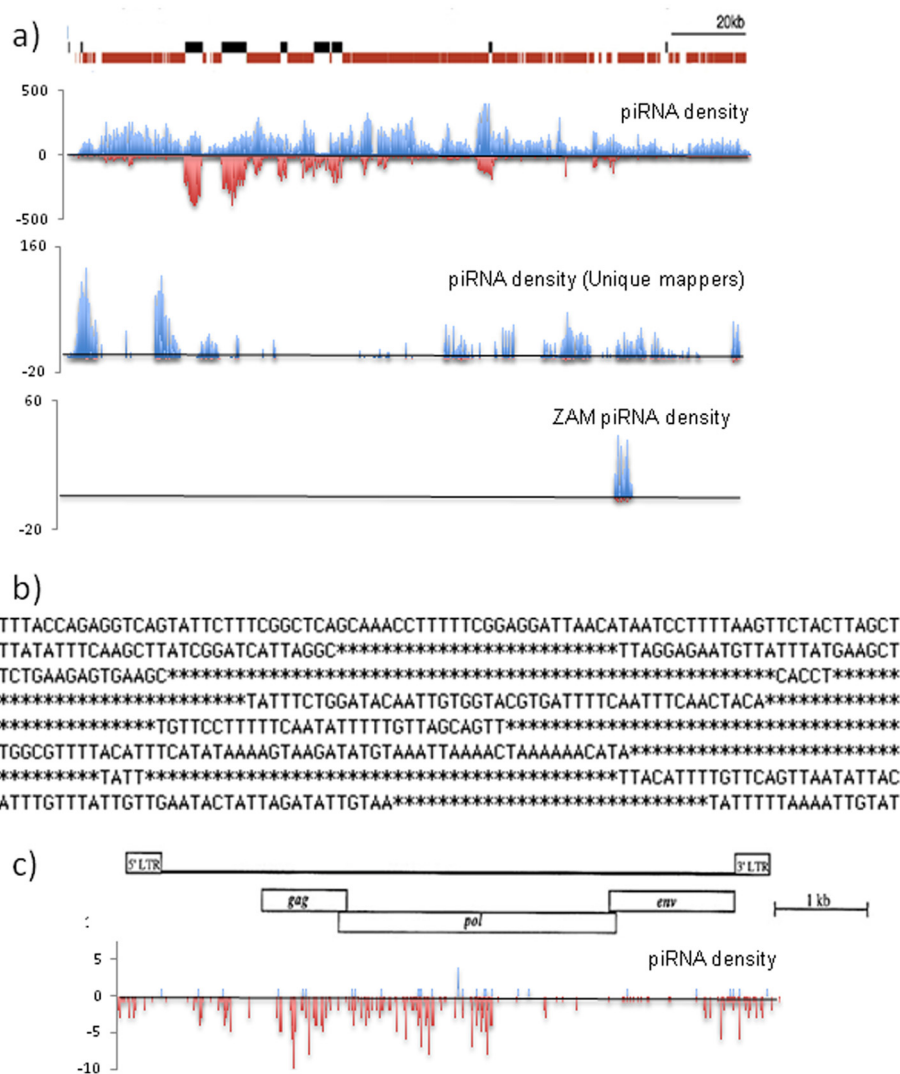 a)
20kb
500
piRNA density
0
-500
160
piRNA density (Unique mappers)
-20
60
ZAM piRNA density
-20
b)
TTTACCAGAGGTCAGTATTCTTTCGGCTCAGCAAACCTTTTTCGGAGGATTAACATAATCCTTTTAAGTTCTACTTAGCT
TTATATTTCAAGCTTATCGGATCATTAGGC*************************TTAGGAGAATGTTATTTATGAAGCT
TCTGAAGAGTGAAGC******************************************************CACCT******
**********************TATTTCTGGATACAATTGTGGTACGTGATTTTCAATTTCAACTACA************
**************TGTTCCTTTTTCAATATTTTTGTTAGCAGTT***********************************
TGGCGTTTTACATTTCATATAAAAGTAAGATATGTAAATTAAAACTAAAAAACATA************************
*********TATT******************************************TTACATTTTGTTCAGTTAATATTAC
ATTTGTTTATTGTTGAATACTATTAGATATTGTAA****************************TATTTTTAAAATTGTAT
c)
5' LTR
3' LTR
gag
env
1 kb
pol
piRNA density
5
0
-5
-10